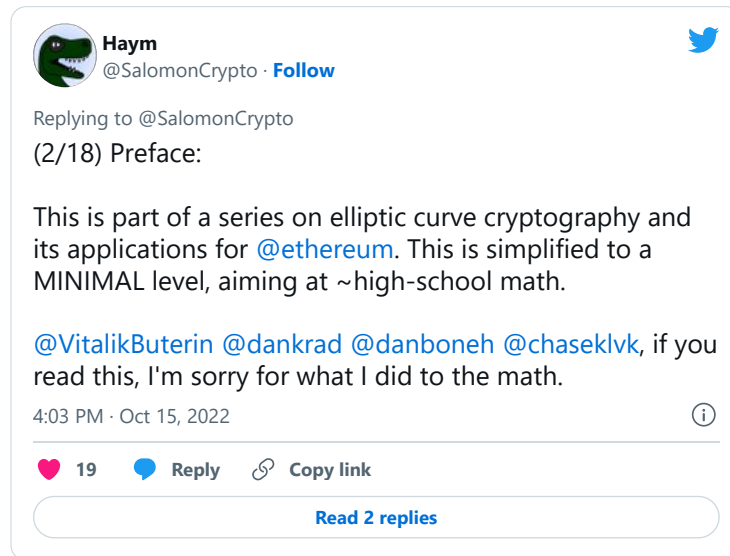 Haym
@SalomonCrypto · Follow
Replying to @SalomonCrypto
(2/18) Preface:
This is part of a series on elliptic curve cryptography and
its applications for @ethereum. This is simplified to a
MINIMAL level, aiming at ~high-school math.
@VitalikButerin @dankrad @danboneh @chaseklvk, if you
read this, I'm sorry for what I did to the math.
4:03 PM · Oct 15, 2022
19 Reply Copy link
Read 2 replies